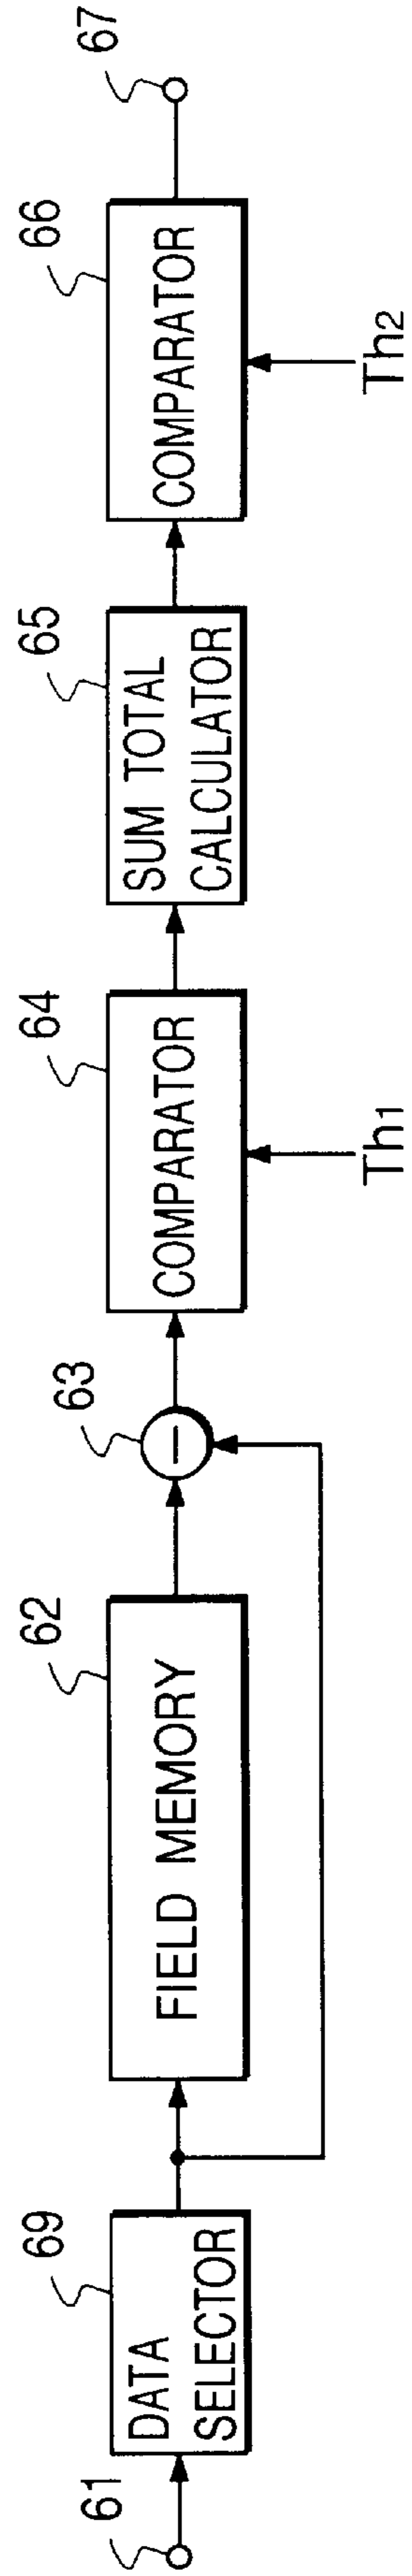 61
69
DATA
SELECTOR
62
FIELD MEMORY
63
—
64
COMPARATOR
Th1
65
SUM TOTAL
CALCULATOR
66
COMPARATOR
Th2
67